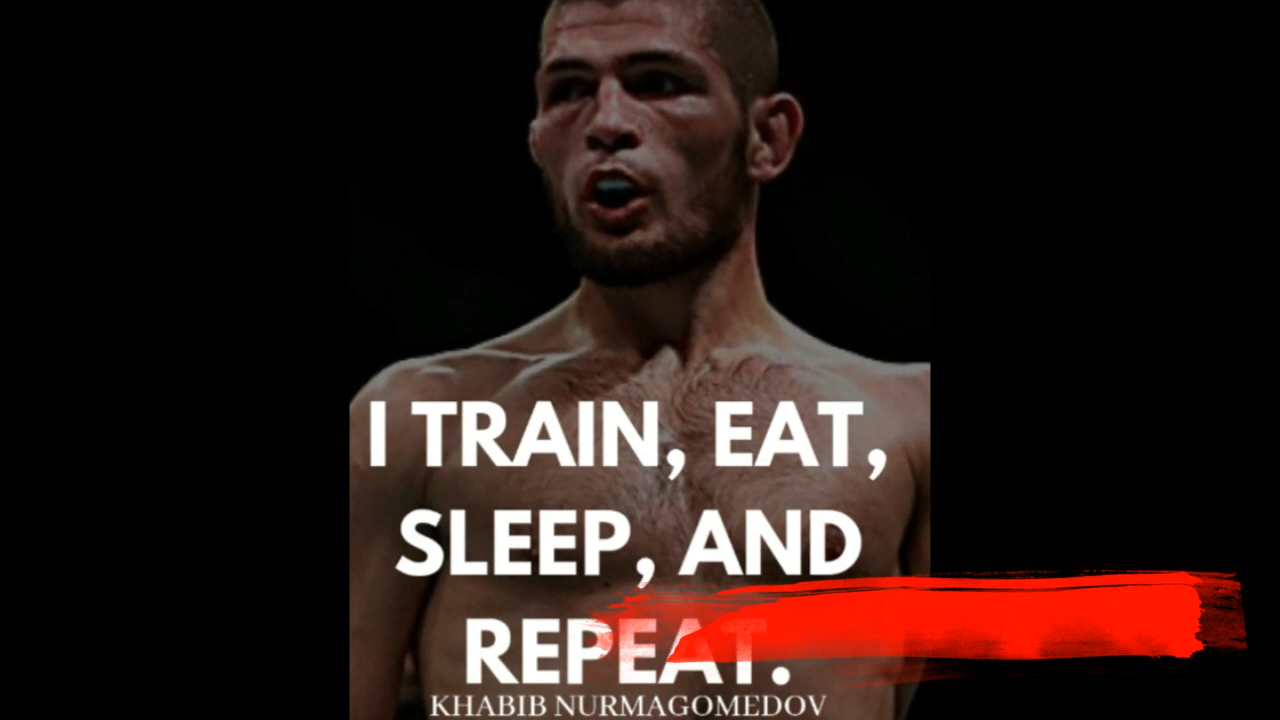 I TRAIN, EAT,
SLEEP, AND
REPEAT.
KHABIB NURMAGOMEDOV